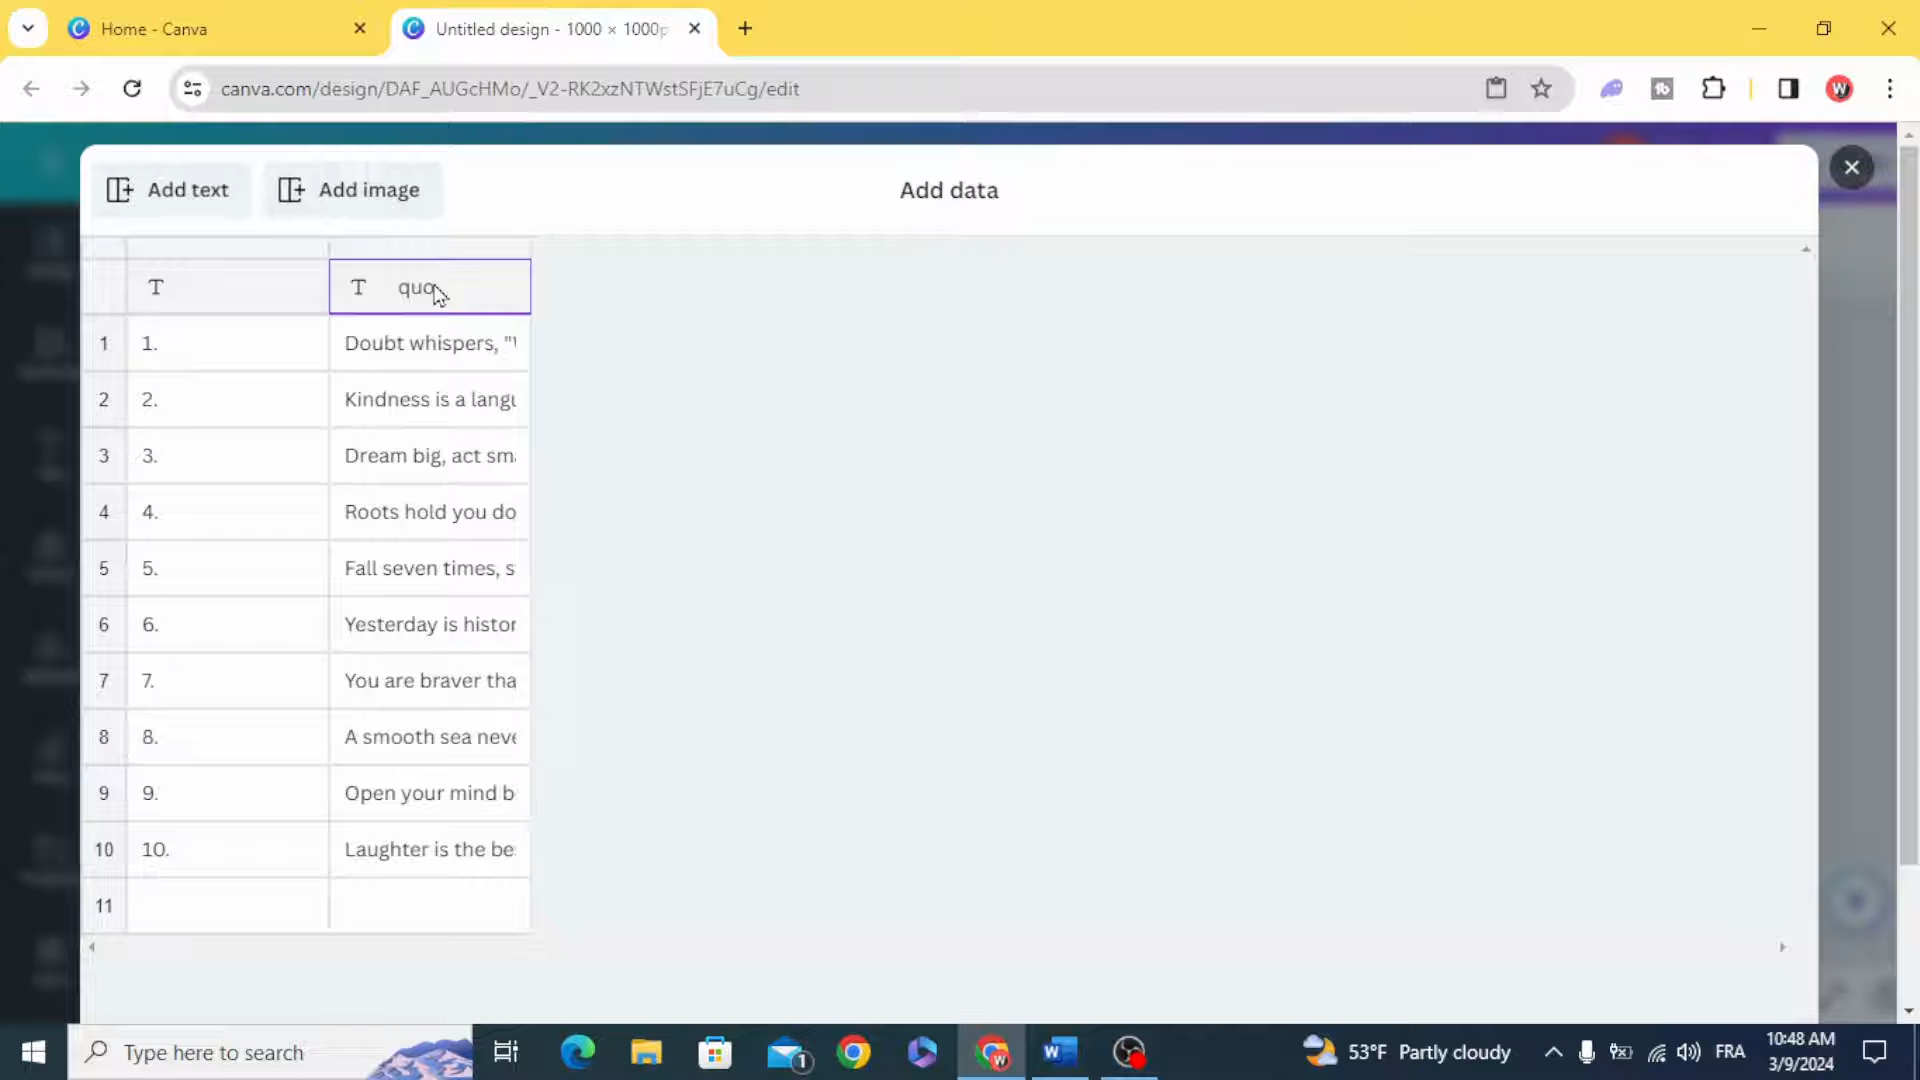 Home - Canva
Untitled design - 1000 × 1000p
canva.com/design/DAF_AUGcHMo/_V2-RK2xzNTWstSFjE7uCg/edit
W
Add text
Add image
Add data
T
T quo
1 1. Doubt whispers, "
2 2. Kindness is a langu
3 3. Dream big, act sma
4 4. Roots hold you do
5 5. Fall seven times, s
6 6. Yesterday is histor
7 7. You are braver tha
8 8. A smooth sea neve
9 9. Open your mind b
10 10. Laughter is the be
11
Type here to search
1
W
53°F Partly cloudy
FRA
10:48 AM
3/9/2024